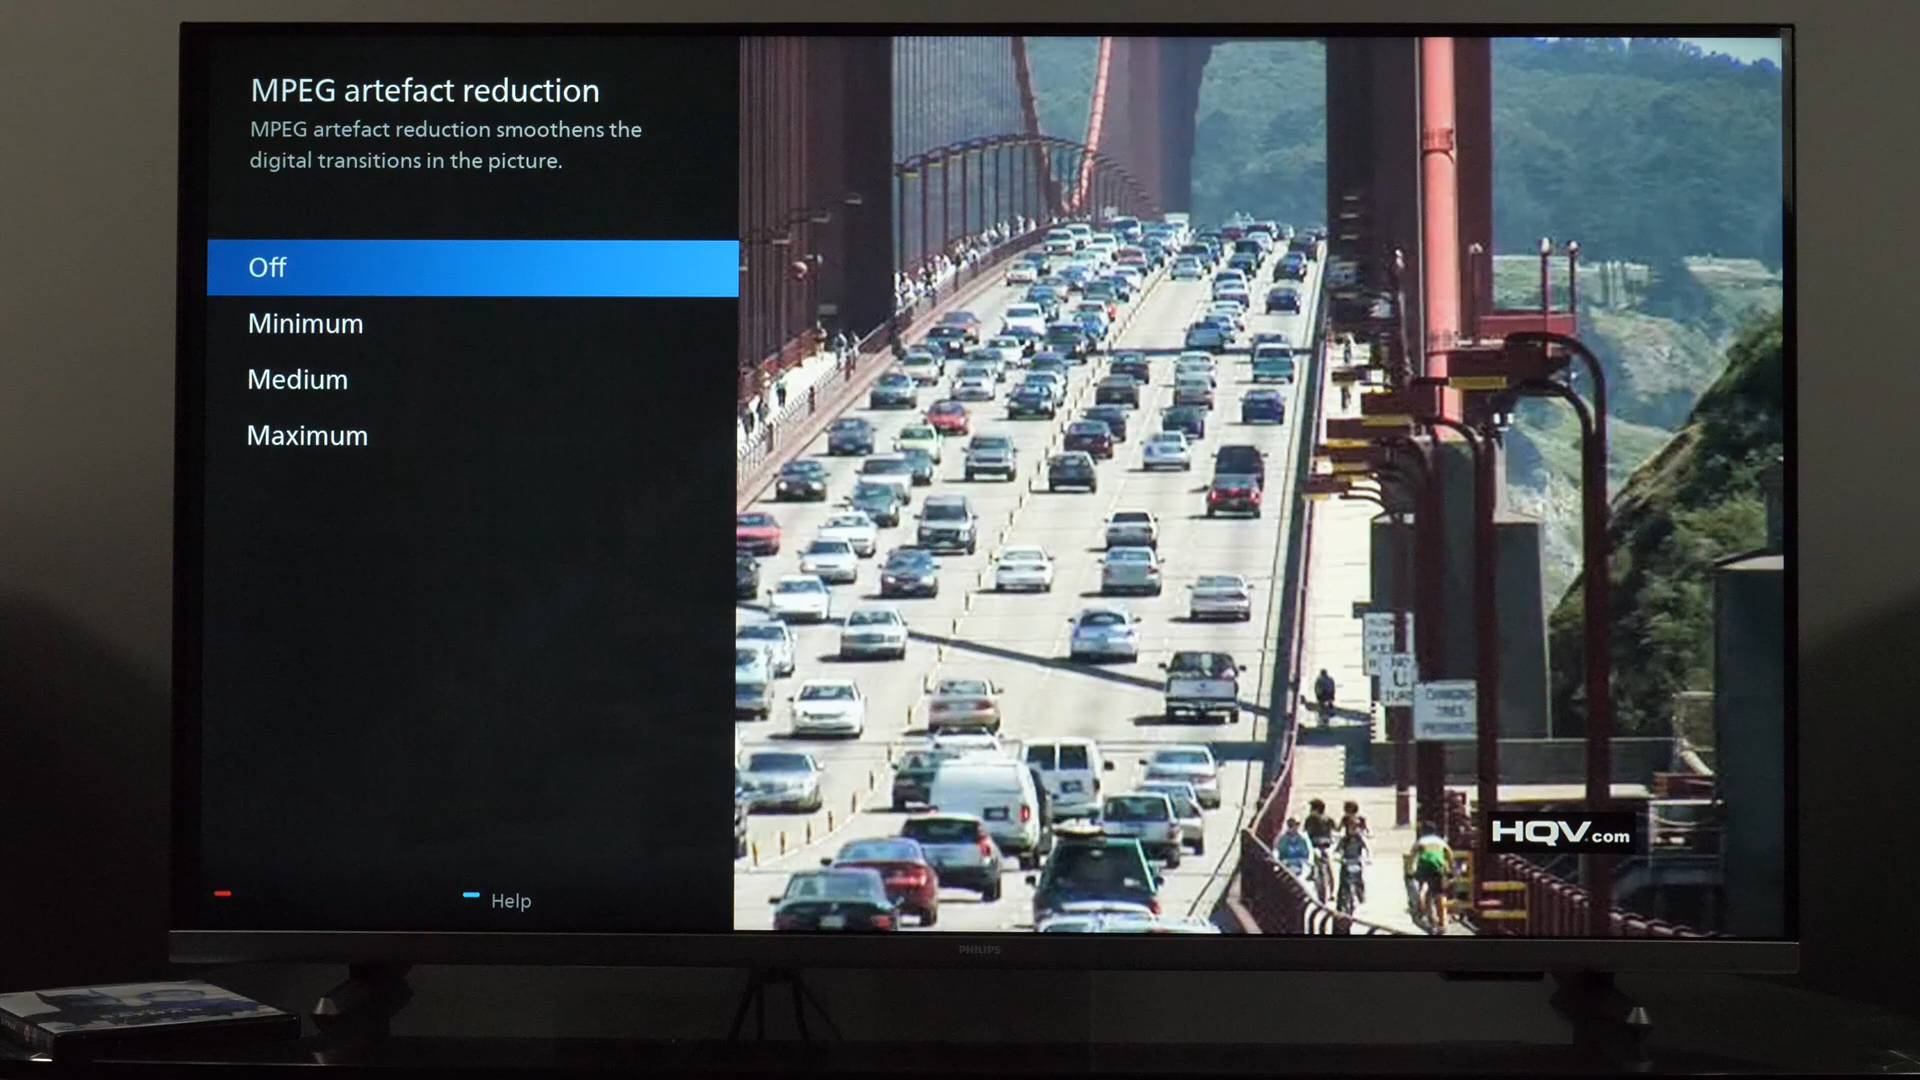 MPEG artefact reduction
MPEG artefact reduction smoothens the
digital transitions in the picture.
Off
Minimum
Medium
Maximum
Help
HQV.com
PHILIPS
NO
U